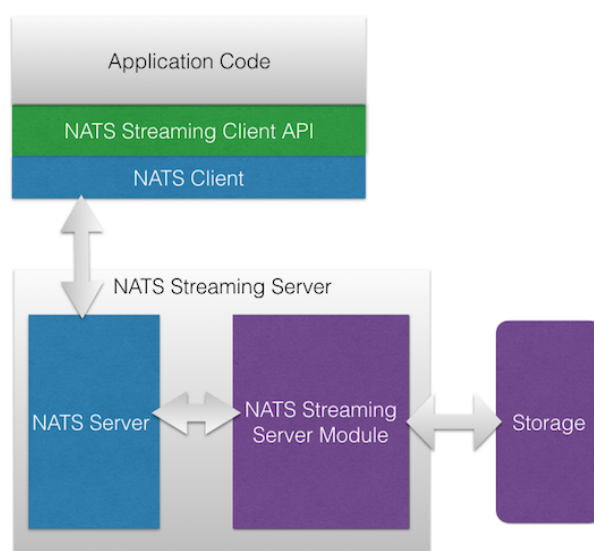 Application Code
NATS Streaming Client API
NATS Client
NATS Streaming Server
NATS Server
NATS Streaming
Server Module
Storage